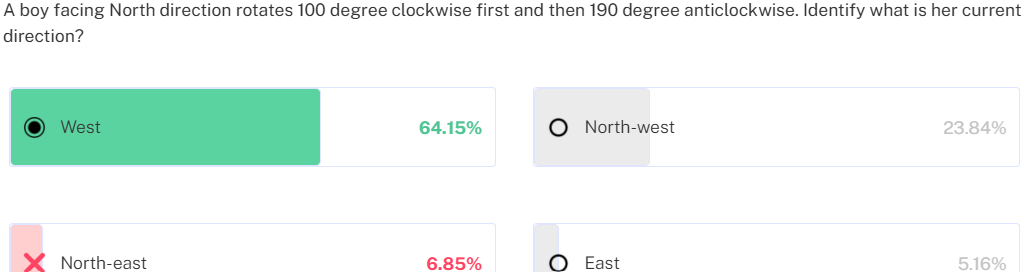 A boy facing North direction rotates 100 degree clockwise first and then 190 degree anticlockwise. Identify what is her current
direction?
West 64.15%
North-west 23.84%
North-east 6.85%
East 5.16%